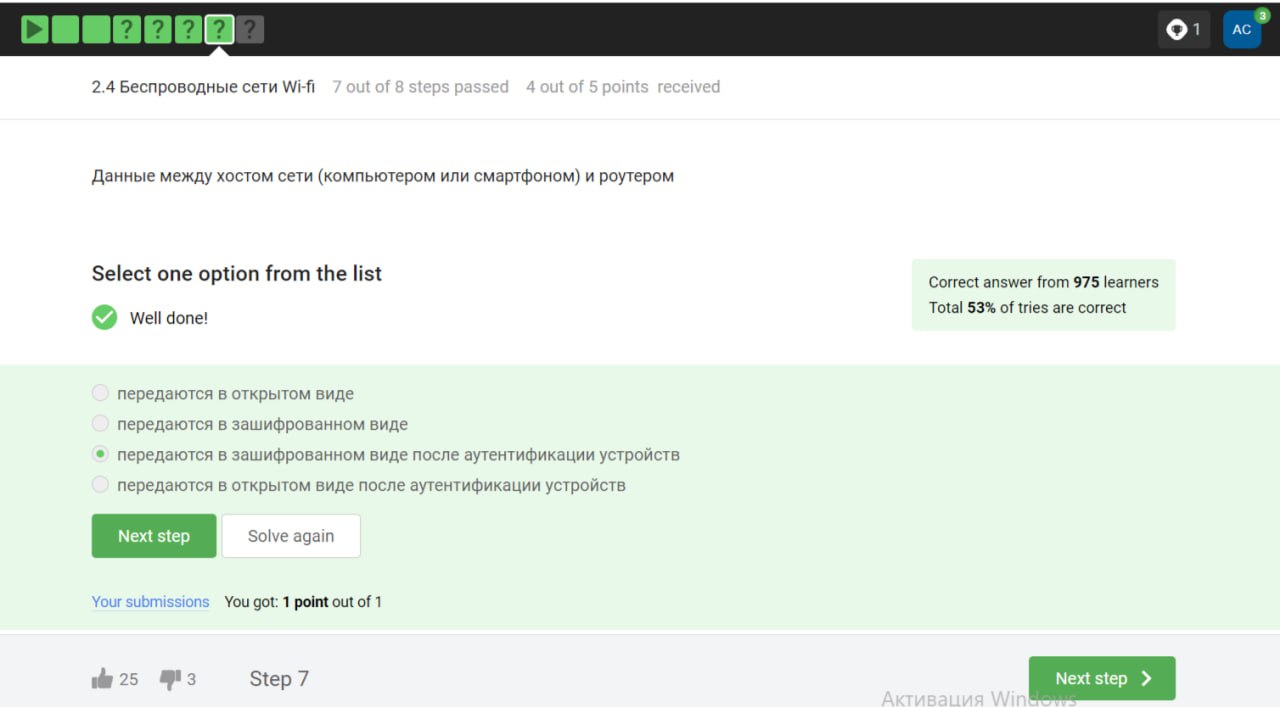 ? ? ? ? ?
1
AC
3
2.4 Беспроводные сети Wi-fi 7 out of 8 steps passed 4 out of 5 points received
Данные между хостом сети (компьютером или смартфоном) и роутером
Select one option from the list
Correct answer from 975 learners
Total 53% of tries are correct
Well done!
передаются в открытом виде
передаются в зашифрованном виде
передаются в зашифрованном виде после аутентификации устройств
передаются в открытом виде после аутентификации устройств
Next step Solve again
Your submissions You got: 1 point out of 1
25 3 Step 7 Next step
Активация Windows